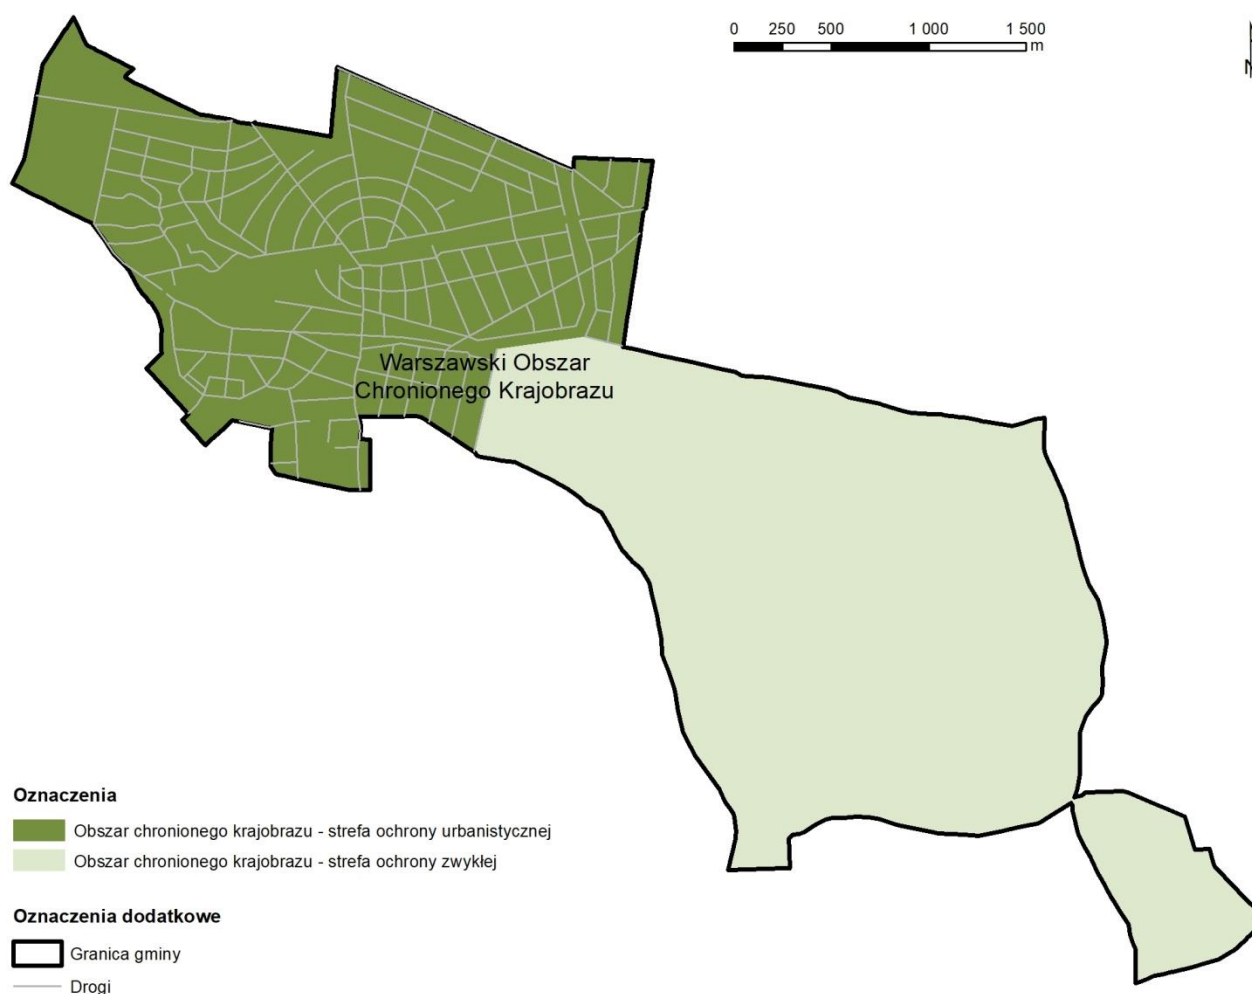 0 250 500 1 000 1 500
m
N
Warszawski Obszar
Chronionego Krajobrazu
Oznaczenia
Obszar chronionego krajobrazu - strefa ochrony urbanistycznej
Obszar chronionego krajobrazu - strefa ochrony zwykłej
Oznaczenia dodatkowe
Granica gminy
Drogi